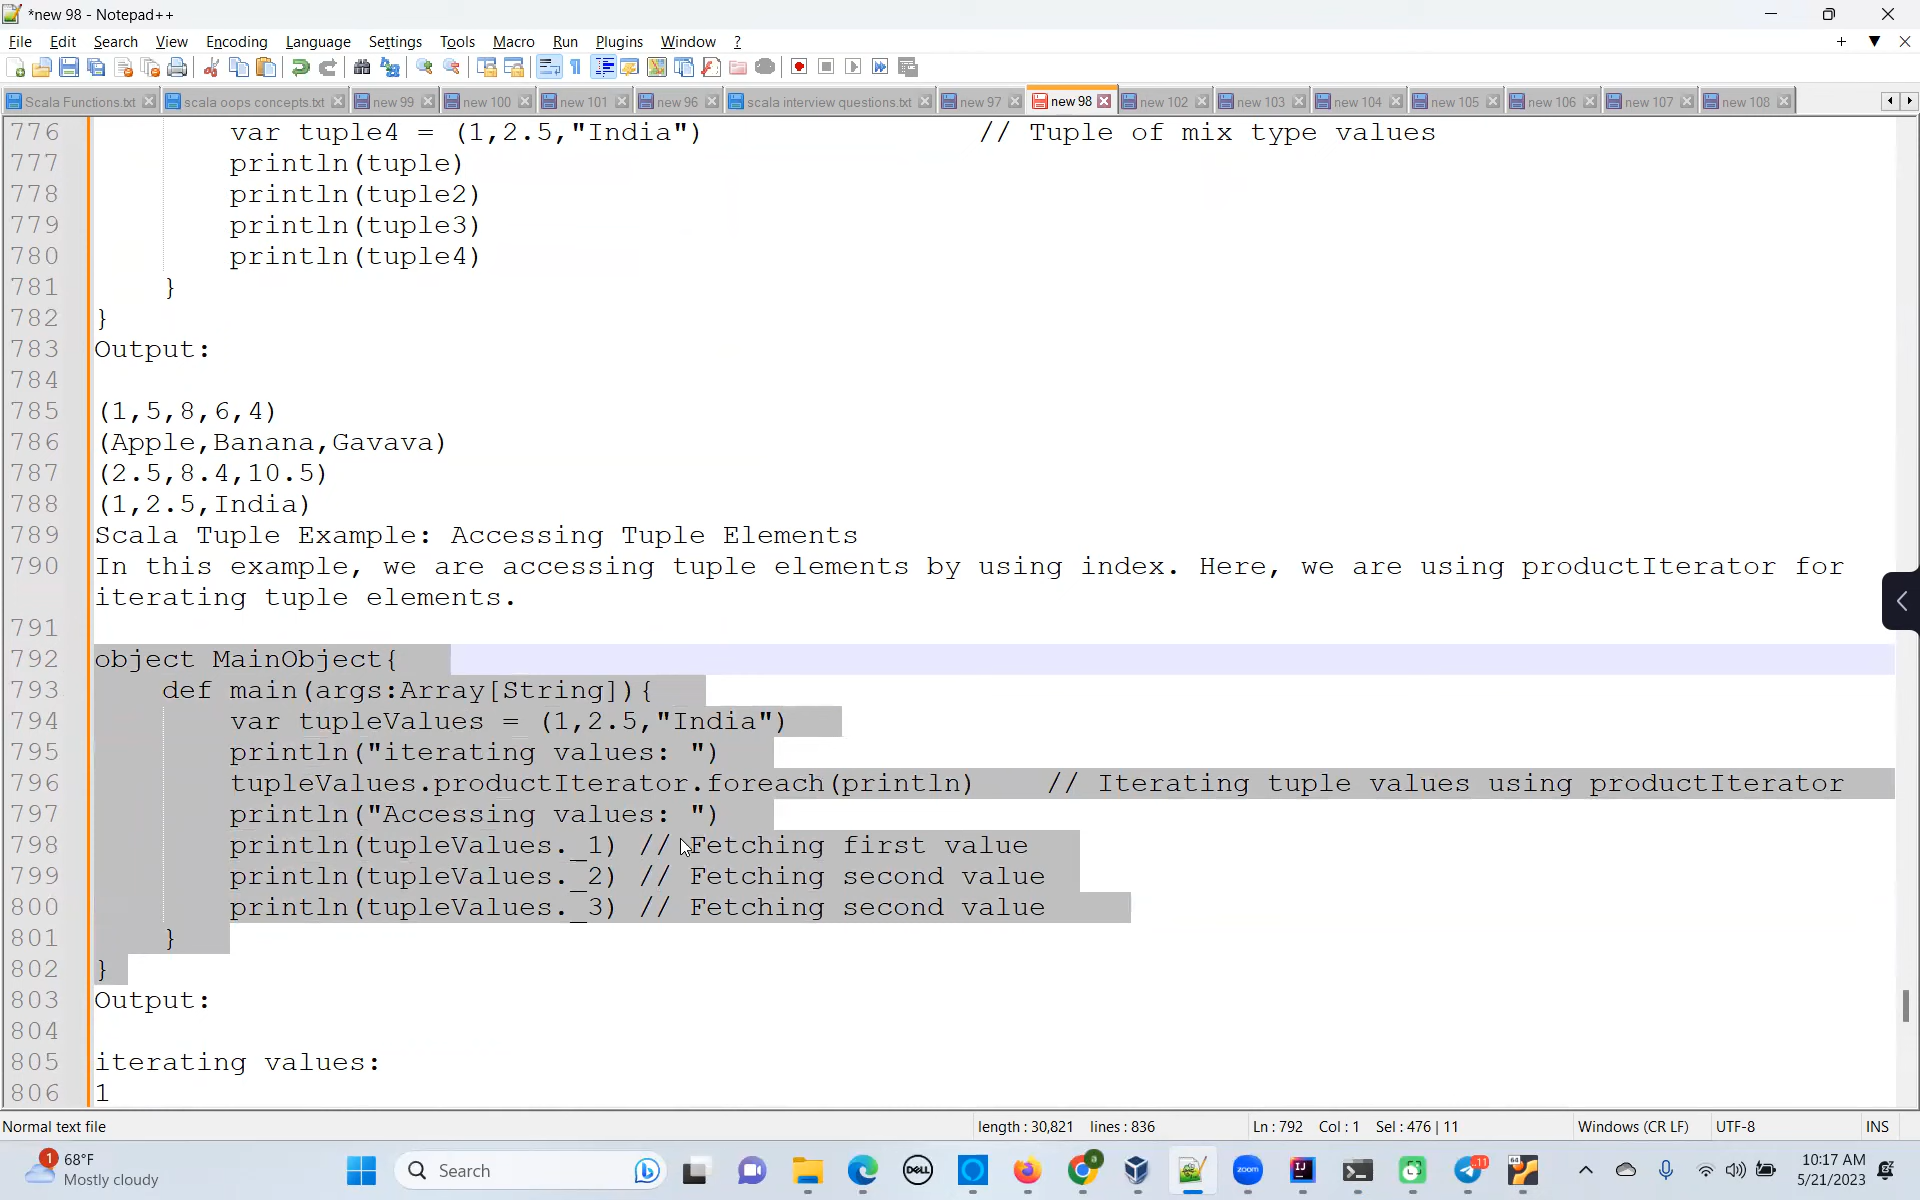 *new 98 - Notepad++
File Edit Search View Encoding Language Settings Tools Macro Run Plugins Window ?
Scala Functions.txt scala oops concepts.txt new 99 new 100 new 101 new 96 scala interview questions.txt new 97 new 98 new 102 new 103 new 104 new 105 new 106 new 107 new 108
776 var tuple4 = (1,2.5,"India") // Tuple of mix type values
777 println(tuple)
778 println(tuple2)
779 println(tuple3)
780 println(tuple4)
781 }
782 }
783 Output:
784
785 (1,5,8,6,4)
786 (Apple,Banana,Gavava)
787 (2.5,8.4,10.5)
788 (1,2.5,India)
789 Scala Tuple Example: Accessing Tuple Elements
790 In this example, we are accessing tuple elements by using index. Here, we are using productIterator for
iterating tuple elements.
791
792 object MainObject{
793 def main(args:Array[String]){
794 var tupleValues = (1,2.5,"India")
795 println("iterating values: ")
796 tupleValues.productIterator.foreach(println) // Iterating tuple values using productIterator
797 println("Accessing values: ")
798 println(tupleValues._1) // Fetching first value
799 println(tupleValues._2) // Fetching second value
800 println(tupleValues._3) // Fetching second value
801 }
802 }
803 Output:
804
805 iterating values:
806 1
Normal text file length : 30,821 lines : 836 Ln : 792 Col : 1 Sel : 476 | 11 Windows (CR LF) UTF-8 INS
1 68°F
Mostly cloudy
Search
DELL
zoom
IJ
11
64
10:17 AM
5/21/2023